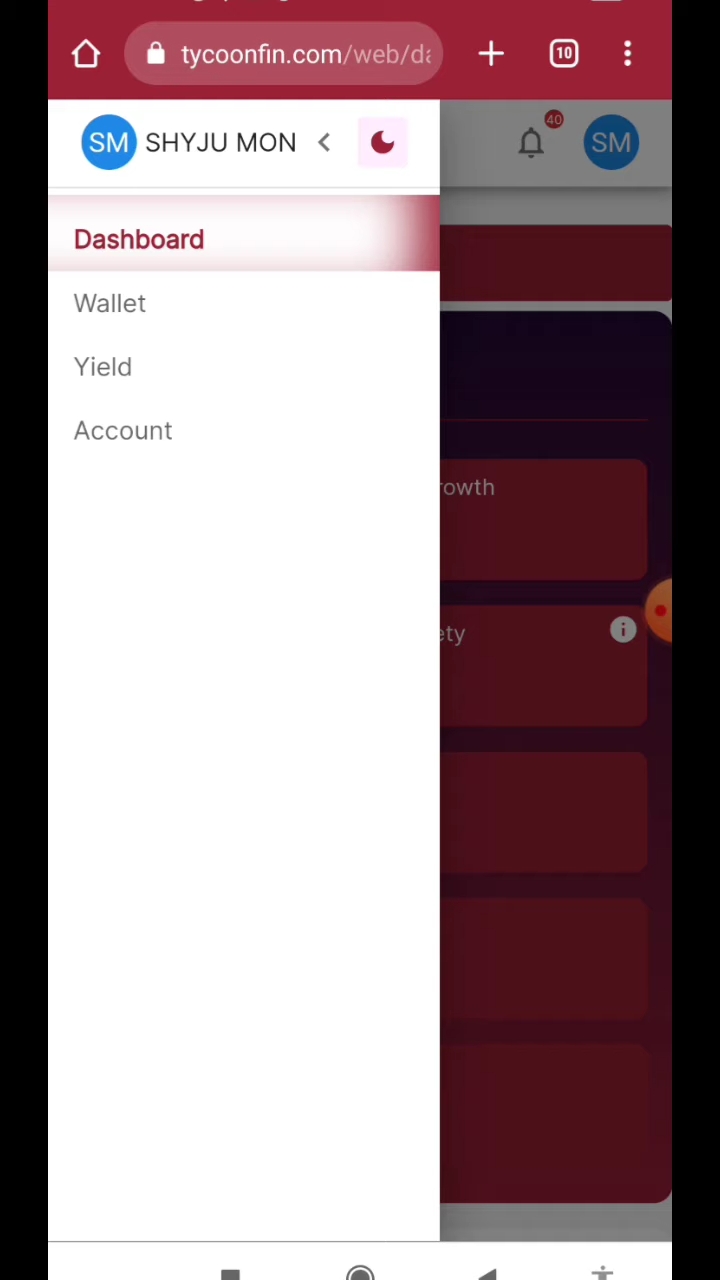 tycoonfin.com/web/da
10
SM SHYJU MON
40
SM
Dashboard
Wallet
Yield
Account
rowth
ety